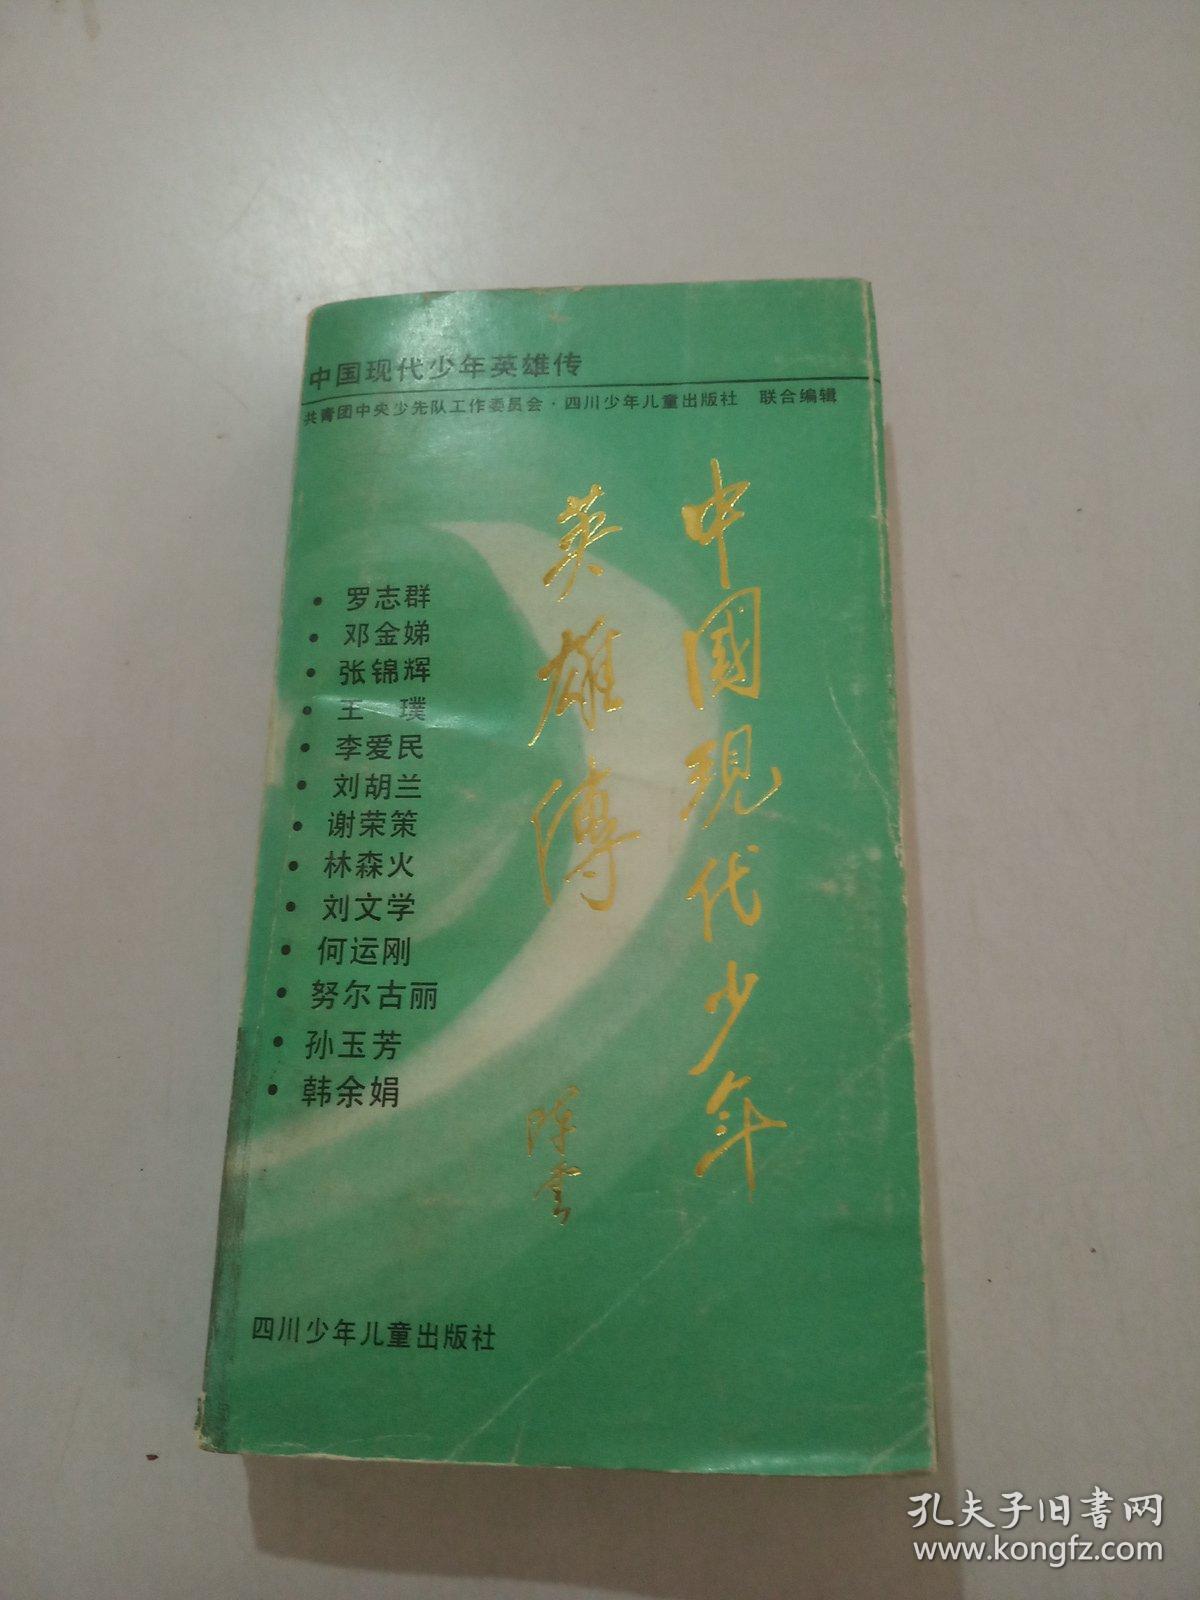 中国现代少年英雄传
共青团中央少先队工作委员会·四川少年儿童出版社 联合编辑
中國现代少年
英雄傳
陈云
• 罗志群
• 邓金娣
• 张锦辉
• 王 璞
• 李爱民
• 刘胡兰
• 谢荣策
• 林森火
• 刘文学
• 何运刚
• 努尔古丽
• 孙玉芳
• 韩余娟
四川少年儿童出版社
孔夫子旧书网
www.kongfz.com